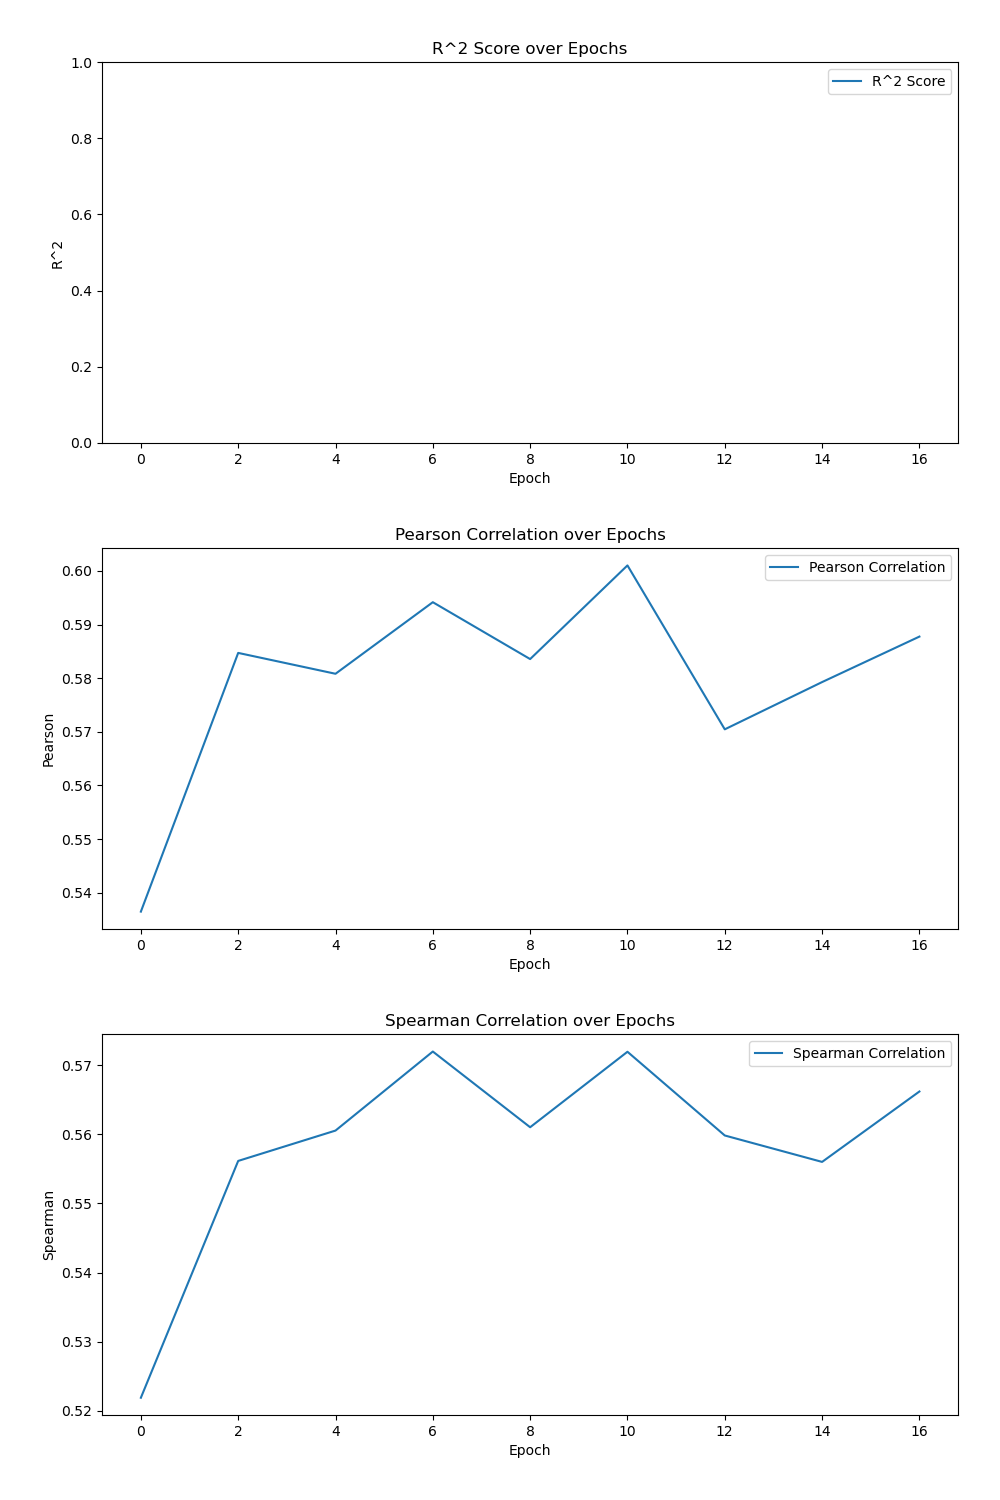 R^2 Score over Epochs
R^2 Score
1.0
0.8
0.6
0.4
0.2
0.0
R^2
0 2 4 6 8 10 12 14 16
Epoch
Pearson Correlation over Epochs
Pearson Correlation
0.60
0.59
0.58
0.57
0.56
0.55
0.54
Pearson
0 2 4 6 8 10 12 14 16
Epoch
Spearman Correlation over Epochs
Spearman Correlation
0.57
0.56
0.55
0.54
0.53
0.52
Spearman
0 2 4 6 8 10 12 14 16
Epoch